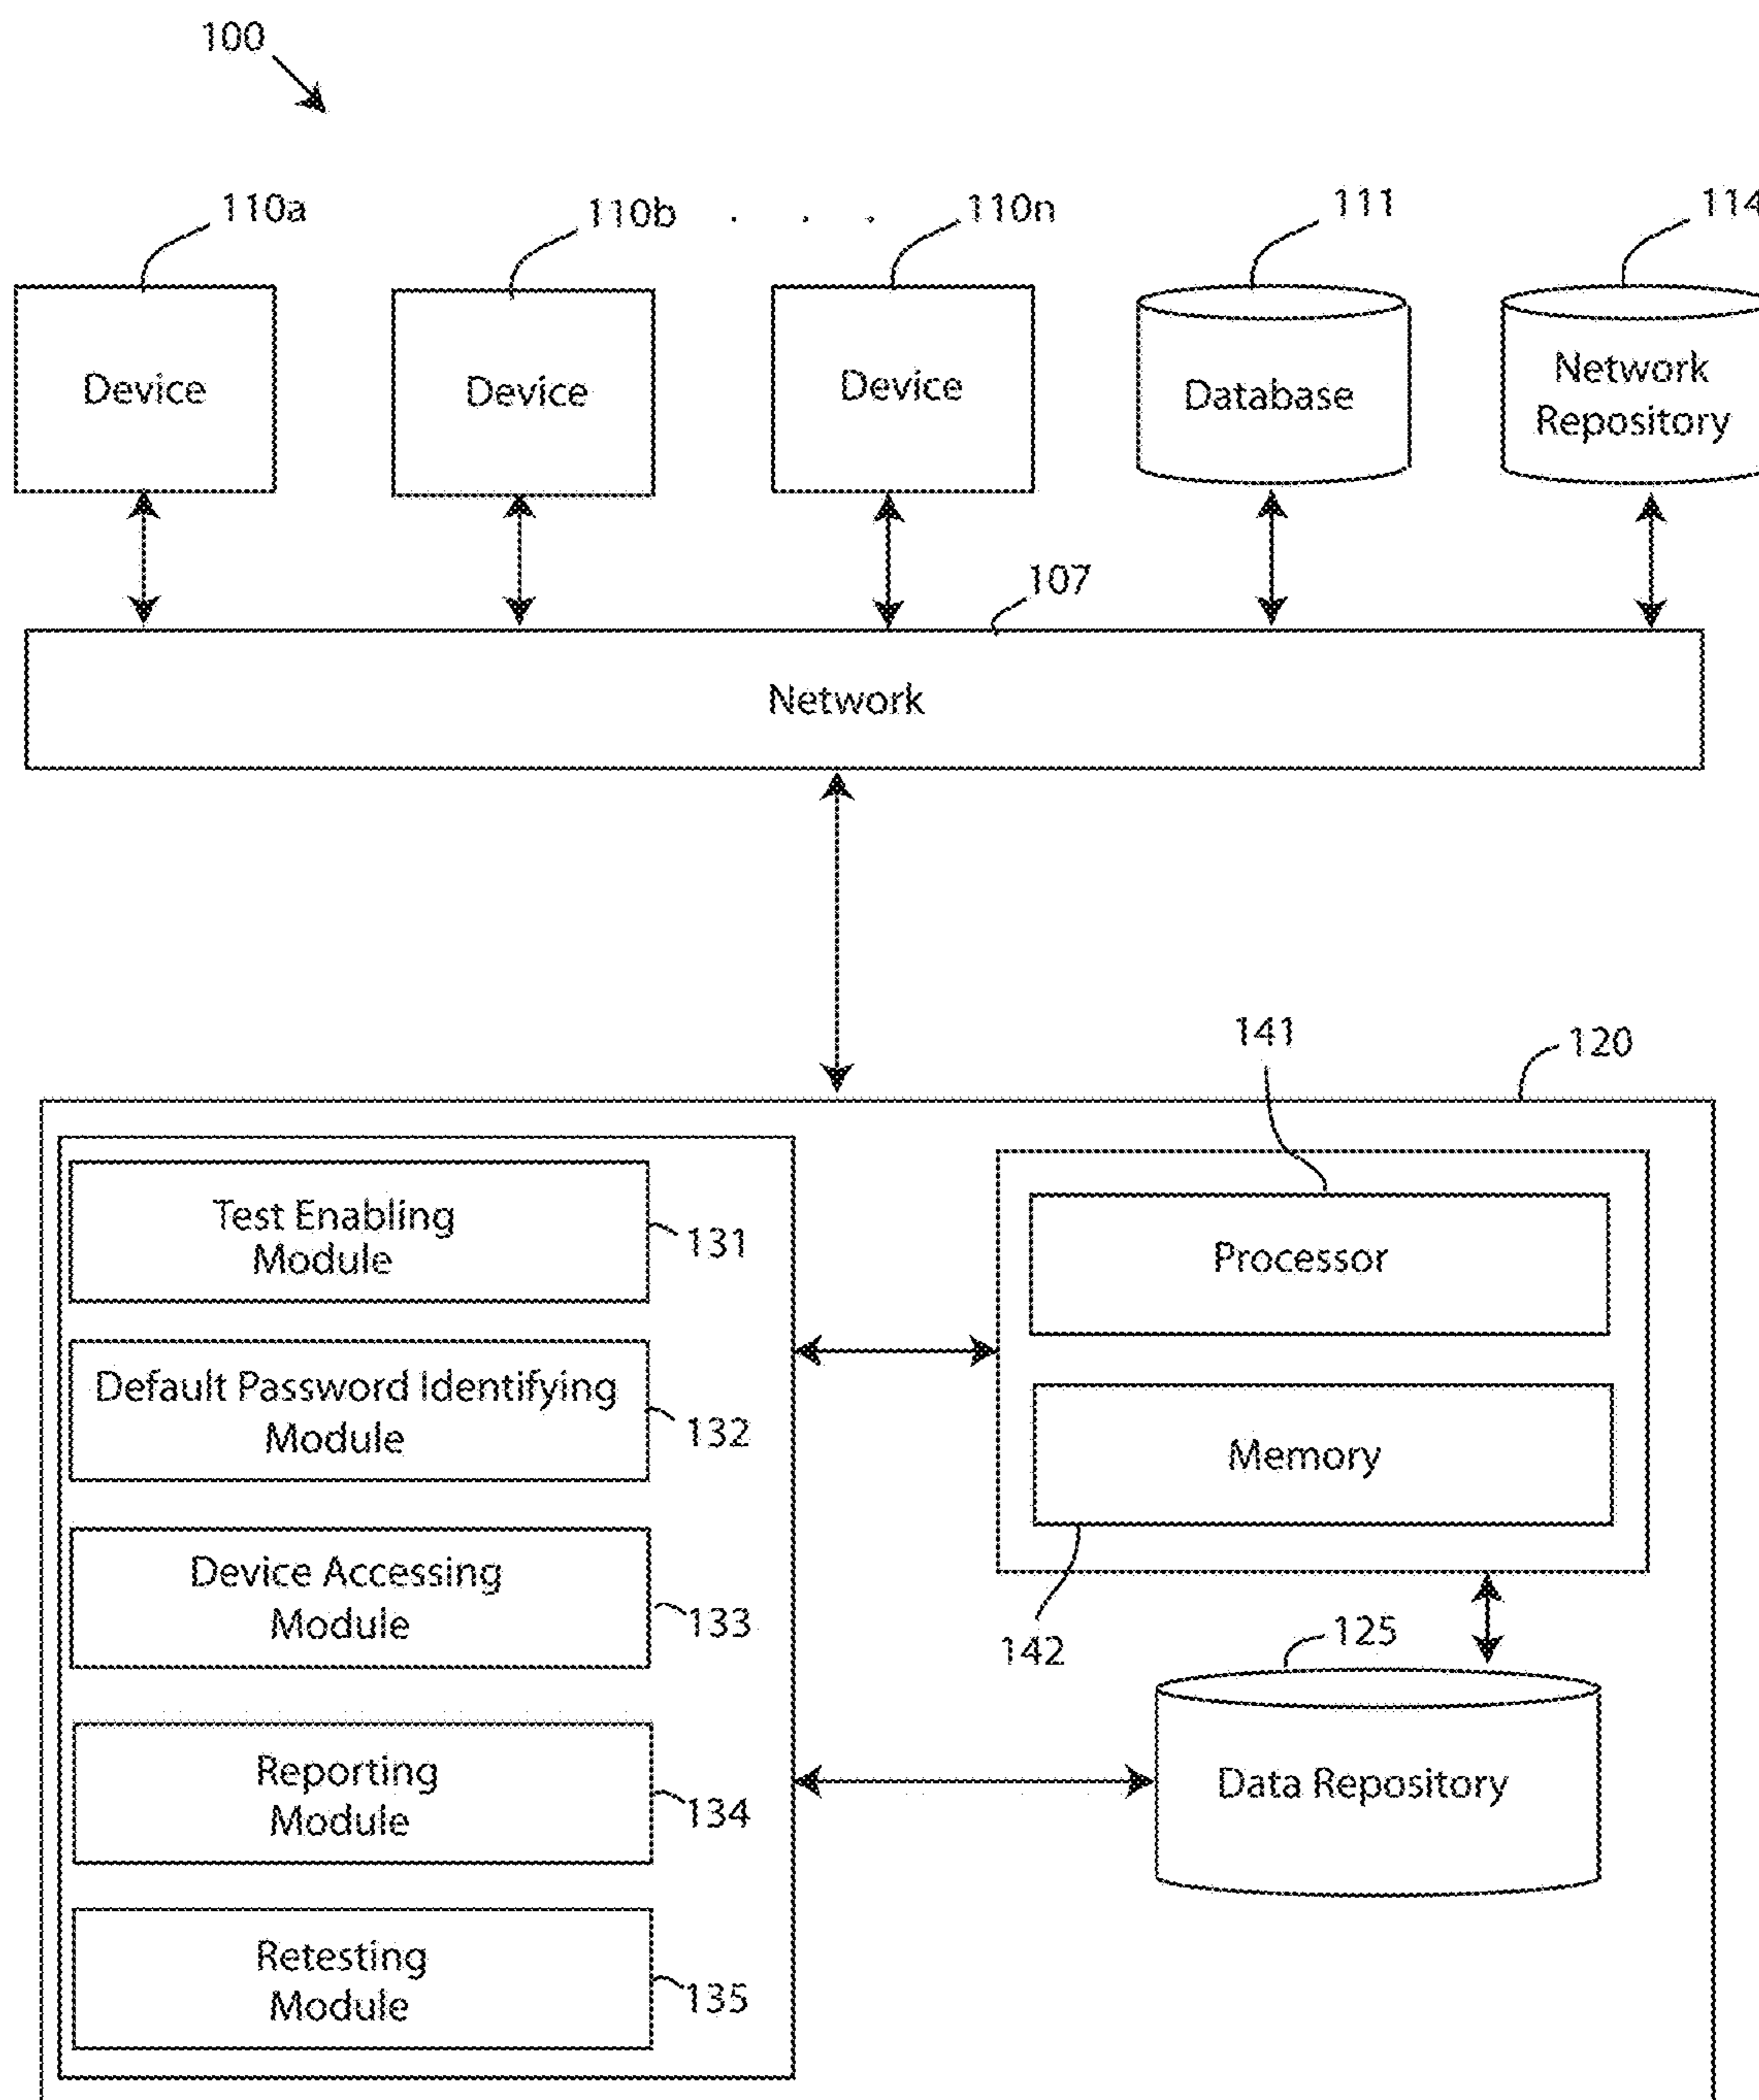 100
110a
110b . . . 110n
111
114
Device
Device
Device
Database
Network
Repository
107
Network
120
141
Test Enabling
Module
131
Processor
Default Password Identifying
Module
132
Memory
142
Device Accessing
Module
133
125
Data Repository
Reporting
Module
134
Retesting
Module
135